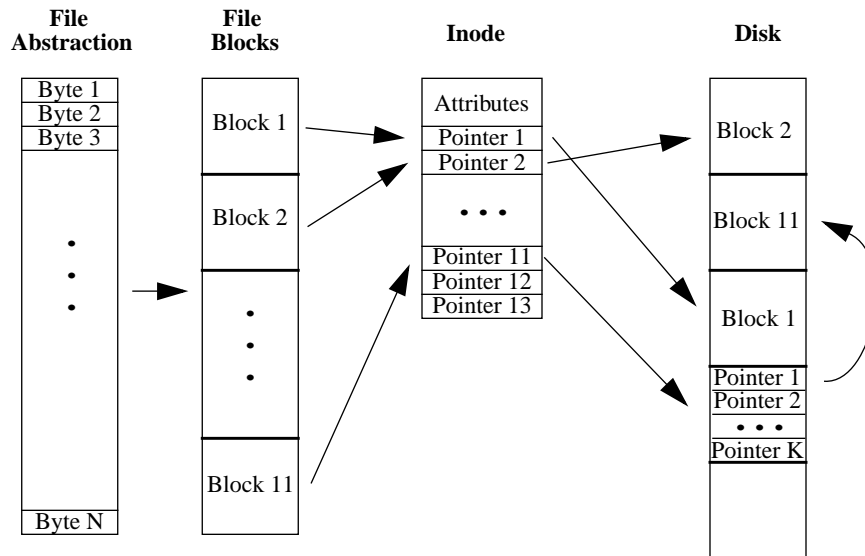 File
Abstraction
Byte 1
Byte 2
Byte 3
Byte N
File
Blocks
Block 1
Block 2
Block 11
Inode
Attributes
Pointer 1
Pointer 2
Pointer 11
Pointer 12
Pointer 13
Disk
Block 2
Block 11
Block 1
Pointer 1
Pointer 2
Pointer K